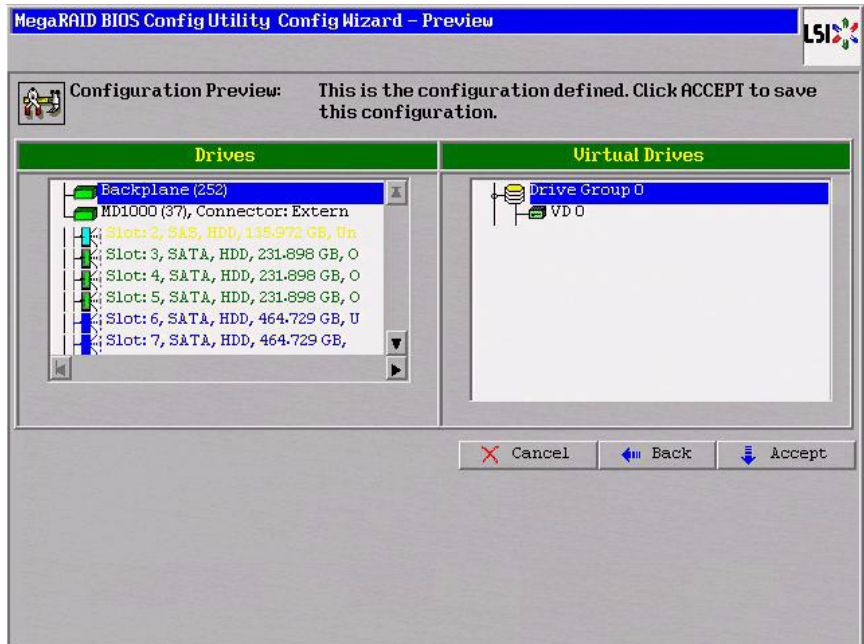 MegaRAID BIOS Config Utility Config Wizard – Preview
LSI
Configuration Preview: This is the configuration defined. Click ACCEPT to save
this configuration.
Drives
Backplane (252)
MD1000 (37), Connector: Extern
Slot: 2, SAS, HDD, 135.972 GB, Un
Slot: 3, SATA, HDD, 231.898 GB, O
Slot: 4, SATA, HDD, 231.898 GB, O
Slot: 5, SATA, HDD, 231.898 GB, O
Slot: 6, SATA, HDD, 464.729 GB, U
Slot: 7, SATA, HDD, 464.729 GB,
Virtual Drives
Drive Group 0
VD 0
Cancel
Back
Accept